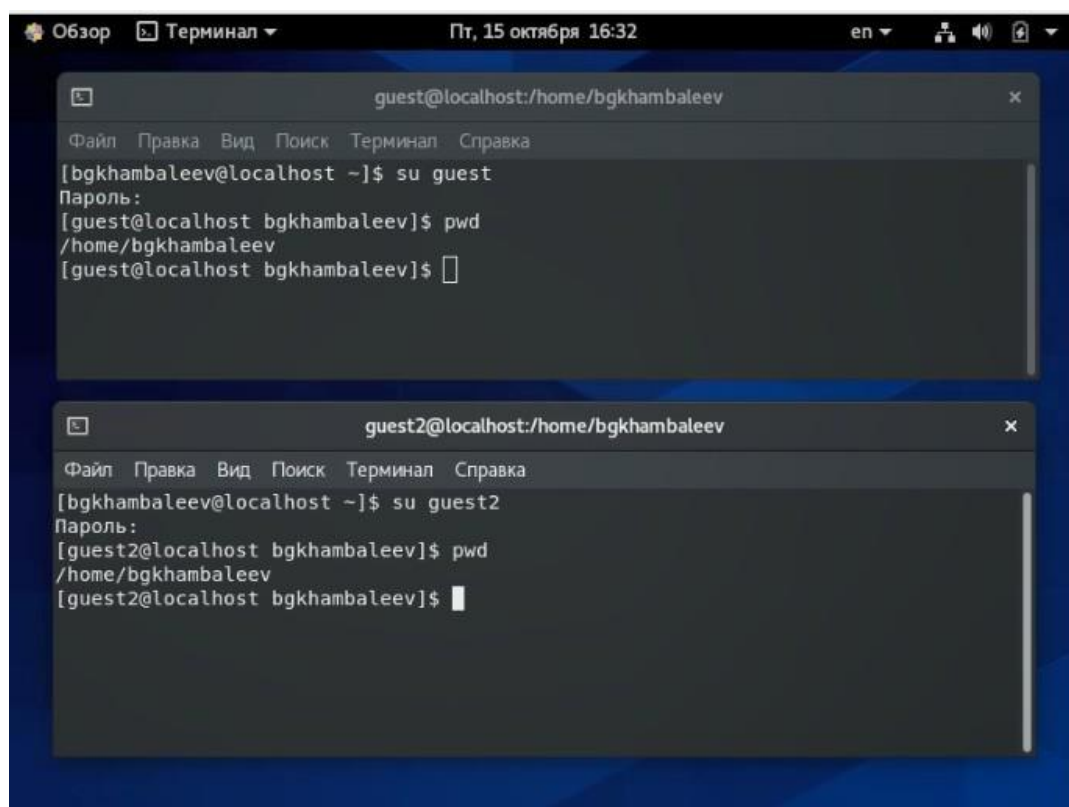 Обзор Терминал Пт, 15 октября 16:32 en
guest@localhost:/home/bgkhambaleev ×
Файл Правка Вид Поиск Терминал Справка
[bgkhambaleev@localhost ~]$ su guest
Пароль:
[guest@localhost bgkhambaleev]$ pwd
/home/bgkhambaleev
[guest@localhost bgkhambaleev]$
guest2@localhost:/home/bgkhambaleev ×
Файл Правка Вид Поиск Терминал Справка
[bgkhambaleev@localhost ~]$ su guest2
Пароль:
[guest2@localhost bgkhambaleev]$ pwd
/home/bgkhambaleev
[guest2@localhost bgkhambaleev]$